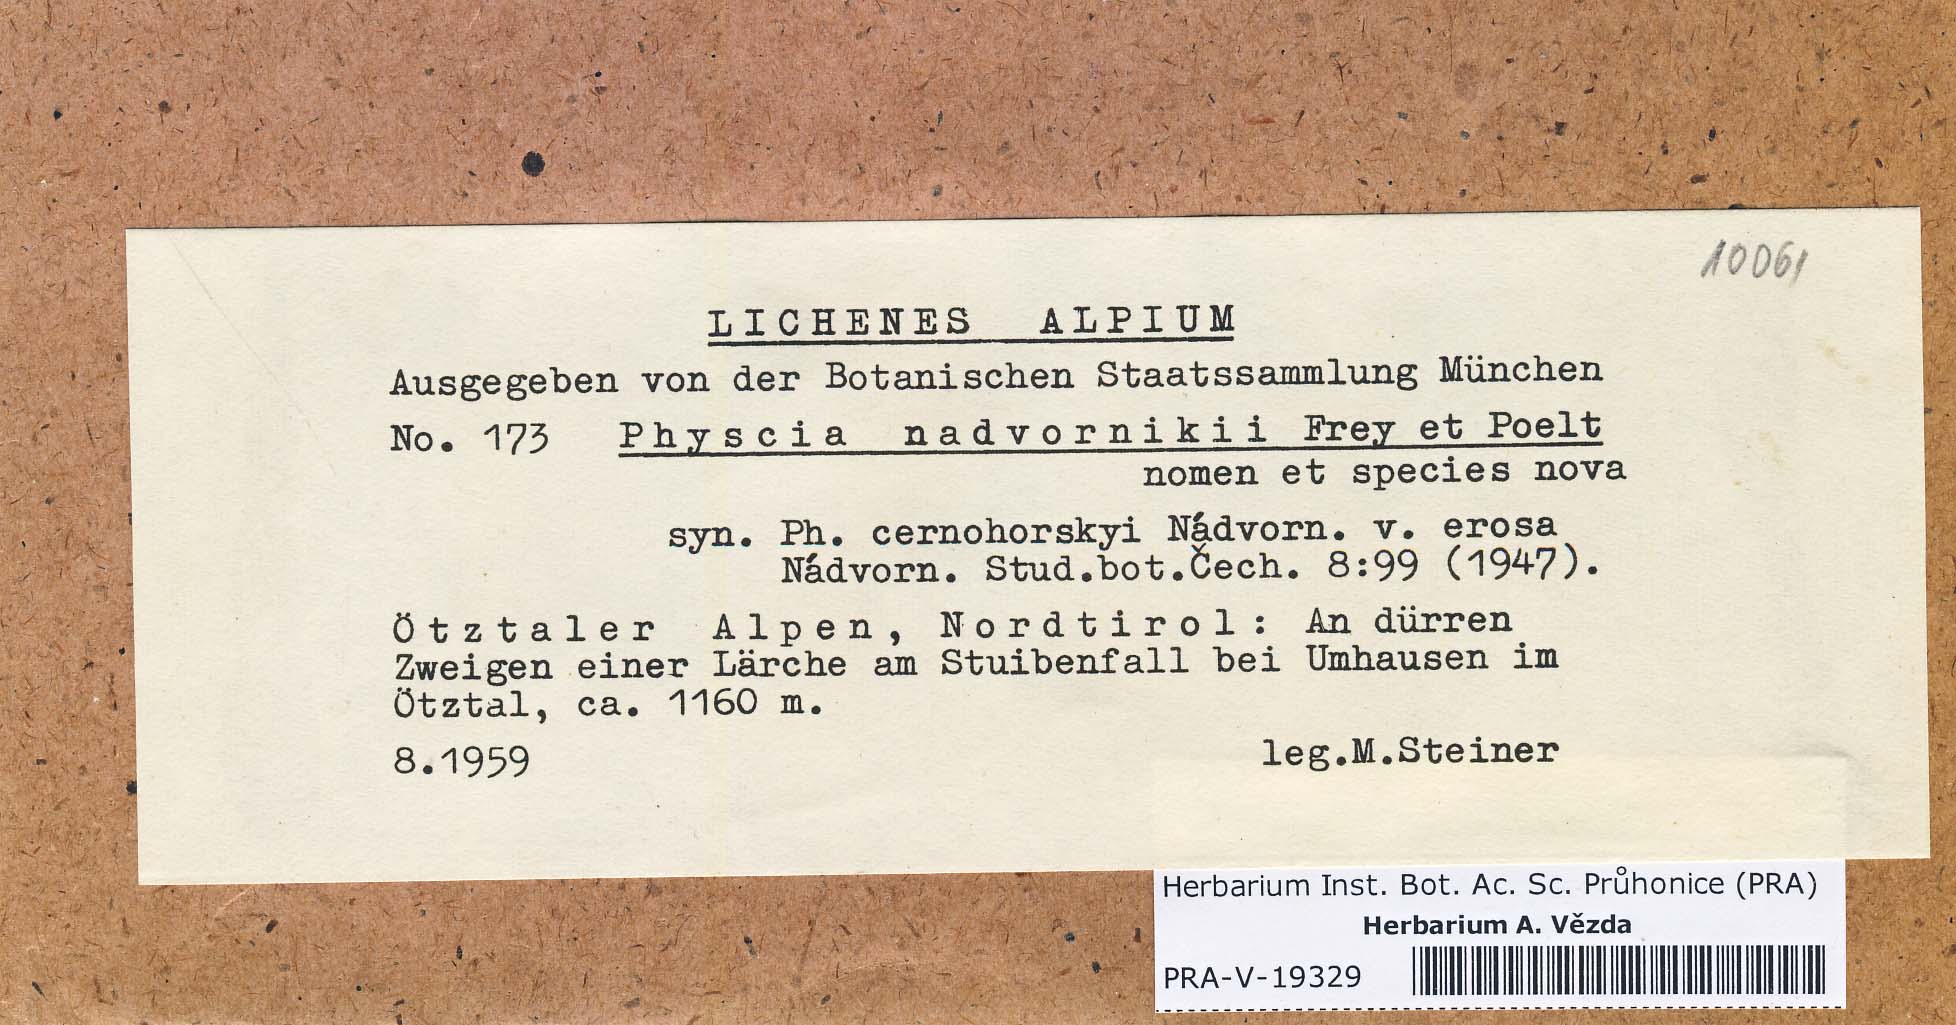 10061
LICHENES ALPIUM
Ausgegeben von der Botanischen Staatssammlung München
No. 173 Physcia nadvornikii Frey et Poelt
nomen et species nova
syn. Ph. cernohorskyi Nádvorn. v. erosa
Nádvorn. Stud.bot.Čech. 8:99 (1947).
Ötztaler Alpen, Nordtirol: An dürren
Zweigen einer Lärche am Stuibenfall bei Umhausen im
Ötztal, ca. 1160 m.
8.1959 leg.M.Steiner
Herbarium Inst. Bot. Ac. Sc. Průhonice (PRA)
Herbarium A. Vězda
PRA-V-19329